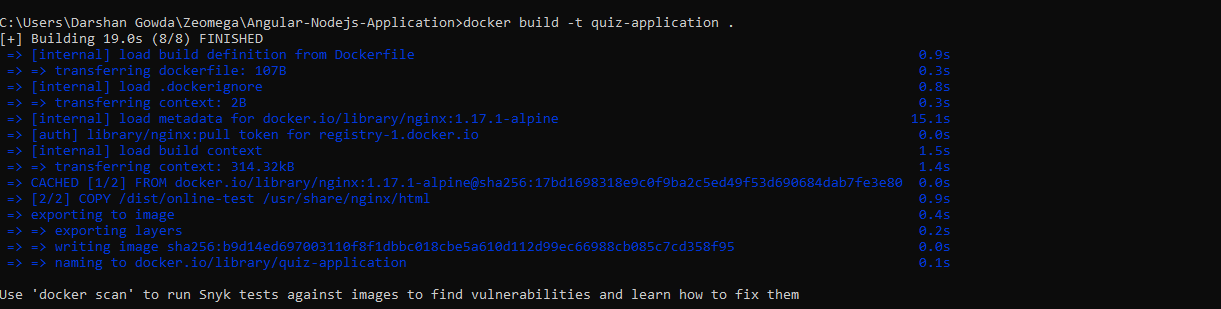 C:\Users\Darshan Gowda\Zeomega\Angular-Nodejs-Application>docker build -t quiz-application .
[+] Building 19.0s (8/8) FINISHED
=> [internal] load build definition from Dockerfile 0.9s
=> => transferring dockerfile: 107B 0.3s
=> [internal] load .dockerignore 0.8s
=> => transferring context: 2B 0.3s
=> [internal] load metadata for docker.io/library/nginx:1.17.1-alpine 15.1s
=> [auth] library/nginx:pull token for registry-1.docker.io 0.0s
=> [internal] load build context 1.5s
=> => transferring context: 314.32kB 1.4s
=> CACHED [1/2] FROM docker.io/library/nginx:1.17.1-alpine@sha256:17bd1698318e9c0f9ba2c5ed49f53d690684dab7fe3e80 0.0s
=> [2/2] COPY /dist/online-test /usr/share/nginx/html 0.9s
=> exporting to image 0.4s
=> => exporting layers 0.2s
=> => writing image sha256:b9d14ed697003110f8f1dbbc018cbe5a610d112d99ec66988cb085c7cd358f95 0.0s
=> => naming to docker.io/library/quiz-application 0.1s
Use 'docker scan' to run Snyk tests against images to find vulnerabilities and learn how to fix them